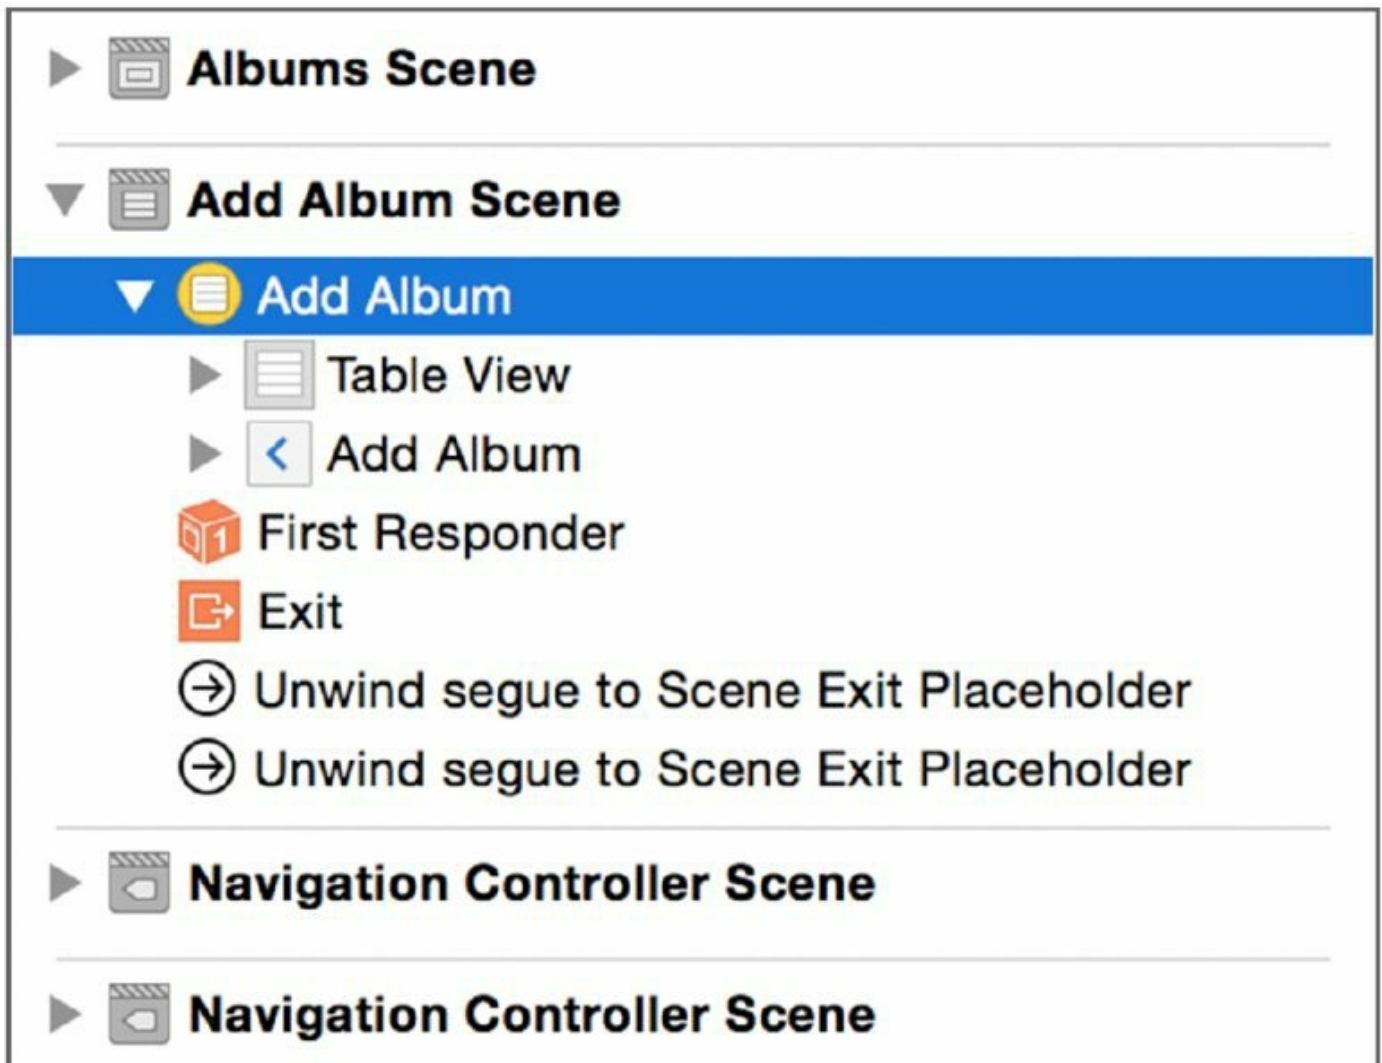 Albums Scene
Add Album Scene
Add Album
Table View
Add Album
First Responder
Exit
Unwind segue to Scene Exit Placeholder
Unwind segue to Scene Exit Placeholder
Navigation Controller Scene
Navigation Controller Scene